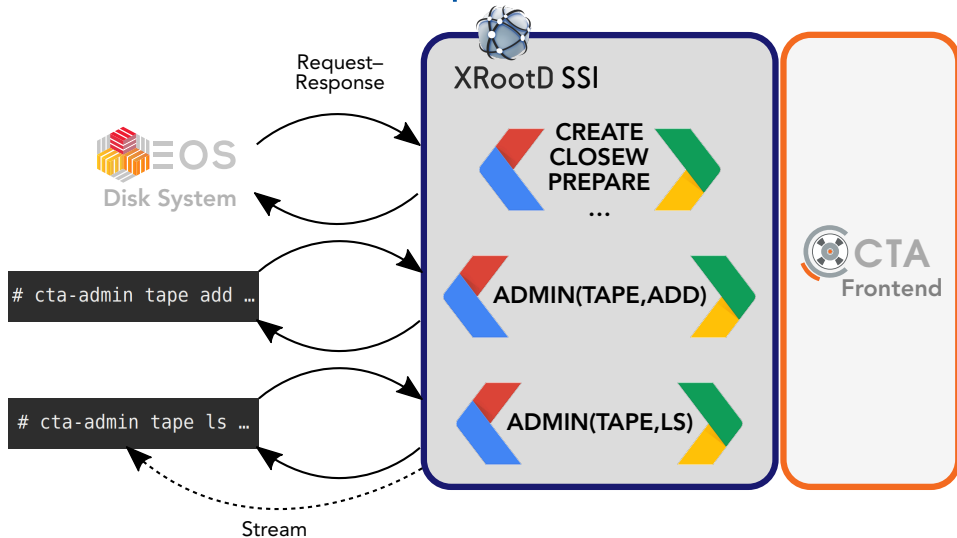 Request–
Response
XRootD SSI
EOS
Disk System
CREATE
CLOSEW
PREPARE
...
# cta-admin tape add …
ADMIN(TAPE,ADD)
CTA
Frontend
# cta-admin tape ls …
ADMIN(TAPE,LS)
Stream